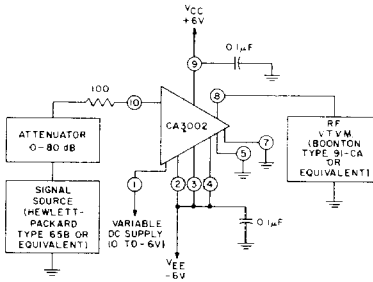 VCC
+6V
0.1µF
9
100
10
8
CA3002
ATTENUATOR
0-80 dB
7
5
RF
V.T.V.M.
(BOONTON
TYPE 91-CA
OR
EQUIVALENT)
1
2
3
4
SIGNAL
SOURCE
(HEWLETT-
PACKARD
TYPE 65B OR
EQUIVALENT)
VARIABLE
DC SUPPLY
(0 TO -6V)
0.1µF
VEE
-6V